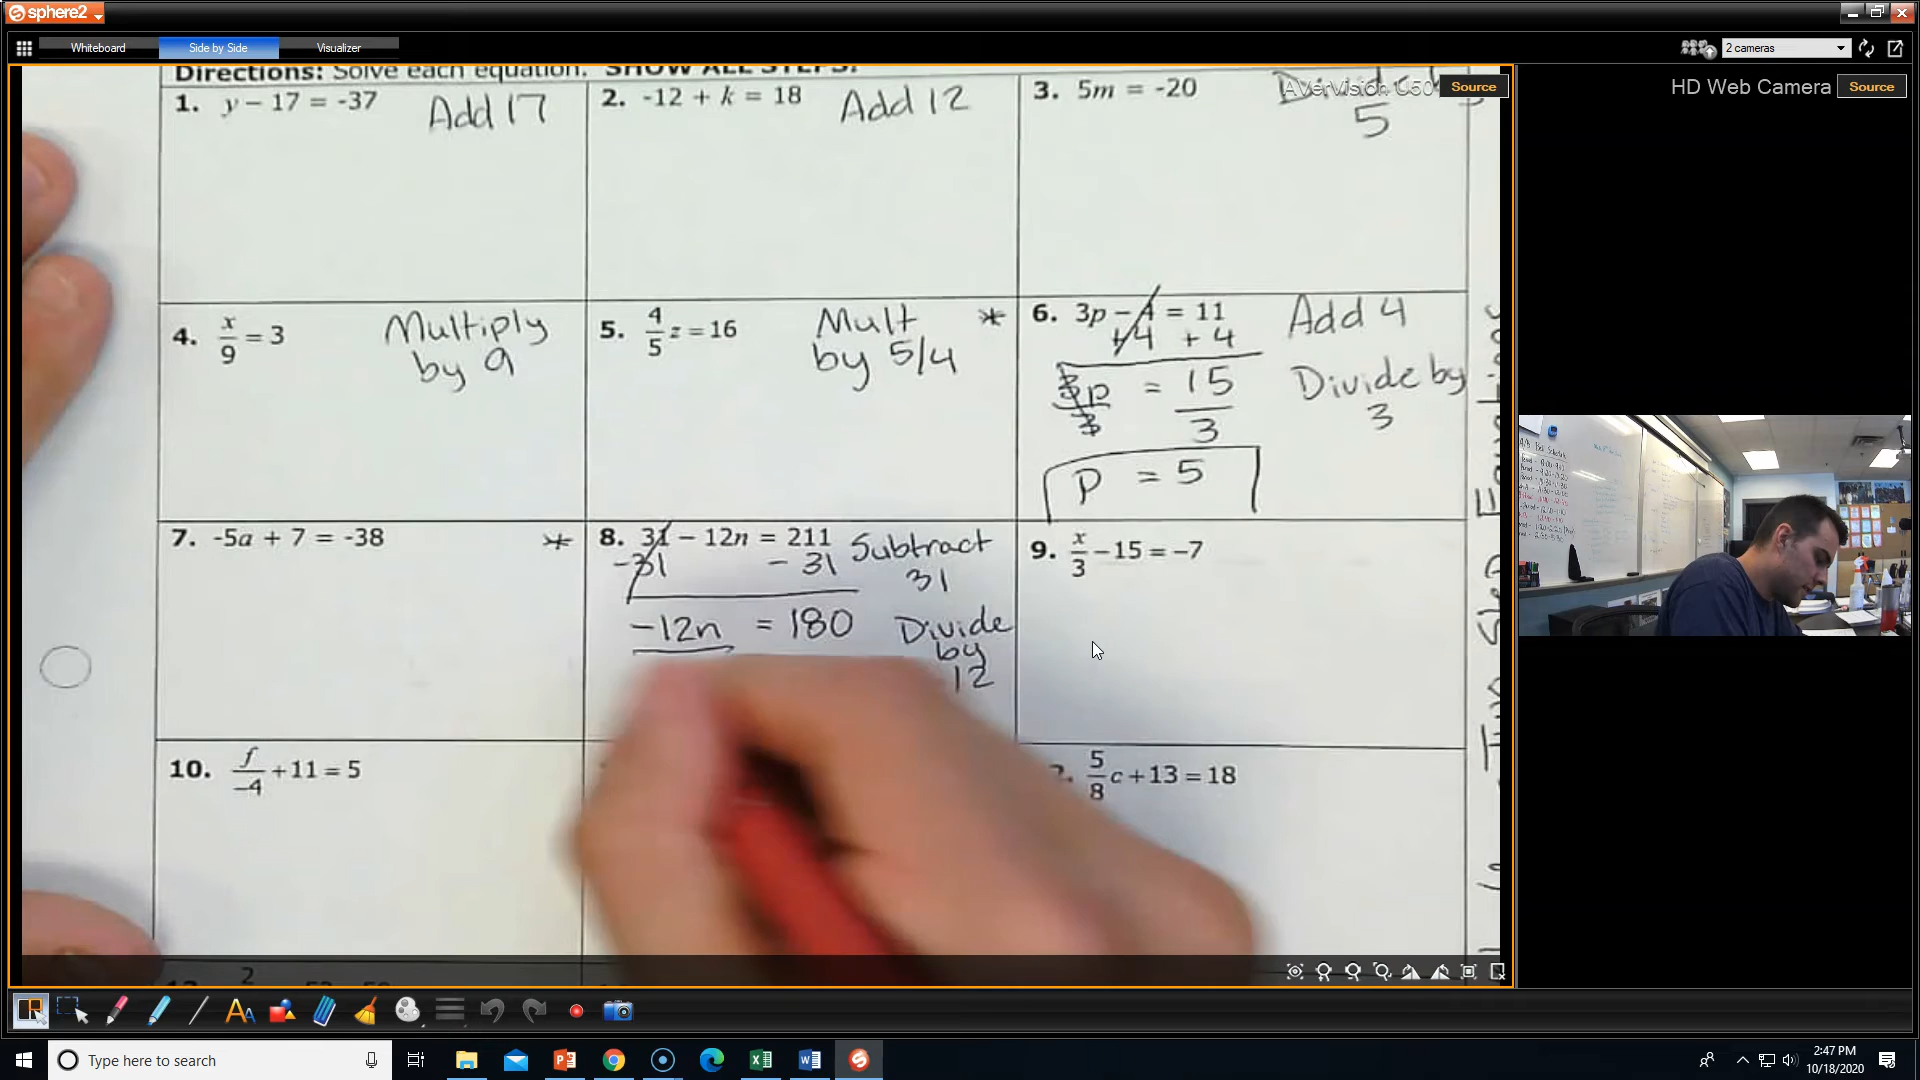 sphere2
Whiteboard
Side by Side
Visualizer
2 cameras
Directions: Solve each equation. SHOW ALL STEPS.
AVerVision
Source
HD Web Camera
Source
1. y − 17 = -37
Add 17
2. -12 + k = 18
Add 12
3. 5m = -20
5
4. x/9 = 3
Multiply
by 9
5. 4/5 z = 16
Mult
by 5/4
*
6. 3p − 4 = 11
+4 +4
3p = 15
3 3
p = 5
Add 4
Divide by
3
7. -5a + 7 = -38
*
8. 31 − 12n = 211
-31 - 31
-12n = 180
Subtract
31
Divide
by
12
9. x/3 − 15 = −7
10. f/−4 + 11 = 5
5/8 c + 13 = 18
Type here to search
2:47 PM
10/18/2020